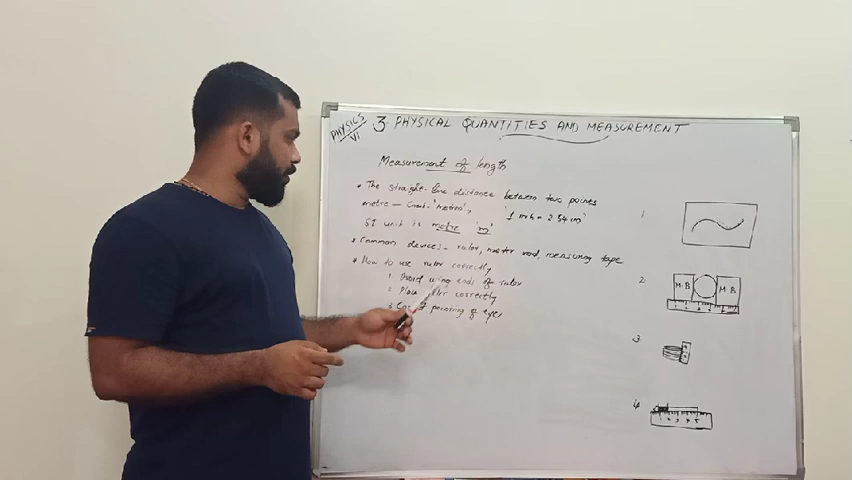 PHYSICS
VI
3. PHYSICAL QUANTITIES AND MEASUREMENT
Measurement of length
* The straight-line distance between two points
metre – Greek 'Metron', '1 inch = 2.54 cm'
SI unit is metre 'm'
* Common devices - ruler, meter rod, measuring tape
* How to use ruler correctly
1 Avoid using ends of ruler
2 Place correctly
3 pointing of eyes
1.
2.
M·B M·B
3
4.